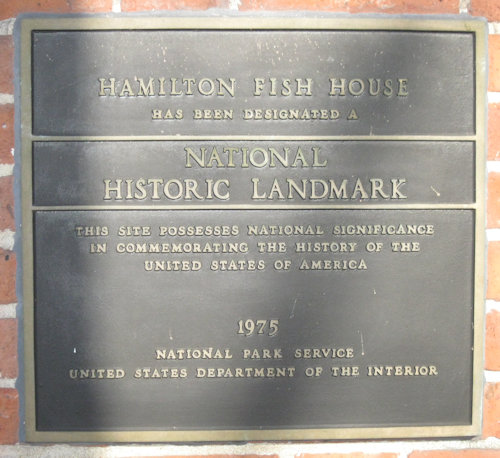 HAMILTON FISH HOUSE
HAS BEEN DESIGNATED A
NATIONAL
HISTORIC LANDMARK
THIS SITE POSSESSES NATIONAL SIGNIFICANCE
IN COMMEMORATING THE HISTORY OF THE
UNITED STATES OF AMERICA
1975
NATIONAL PARK SERVICE
UNITED STATES DEPARTMENT OF THE INTERIOR